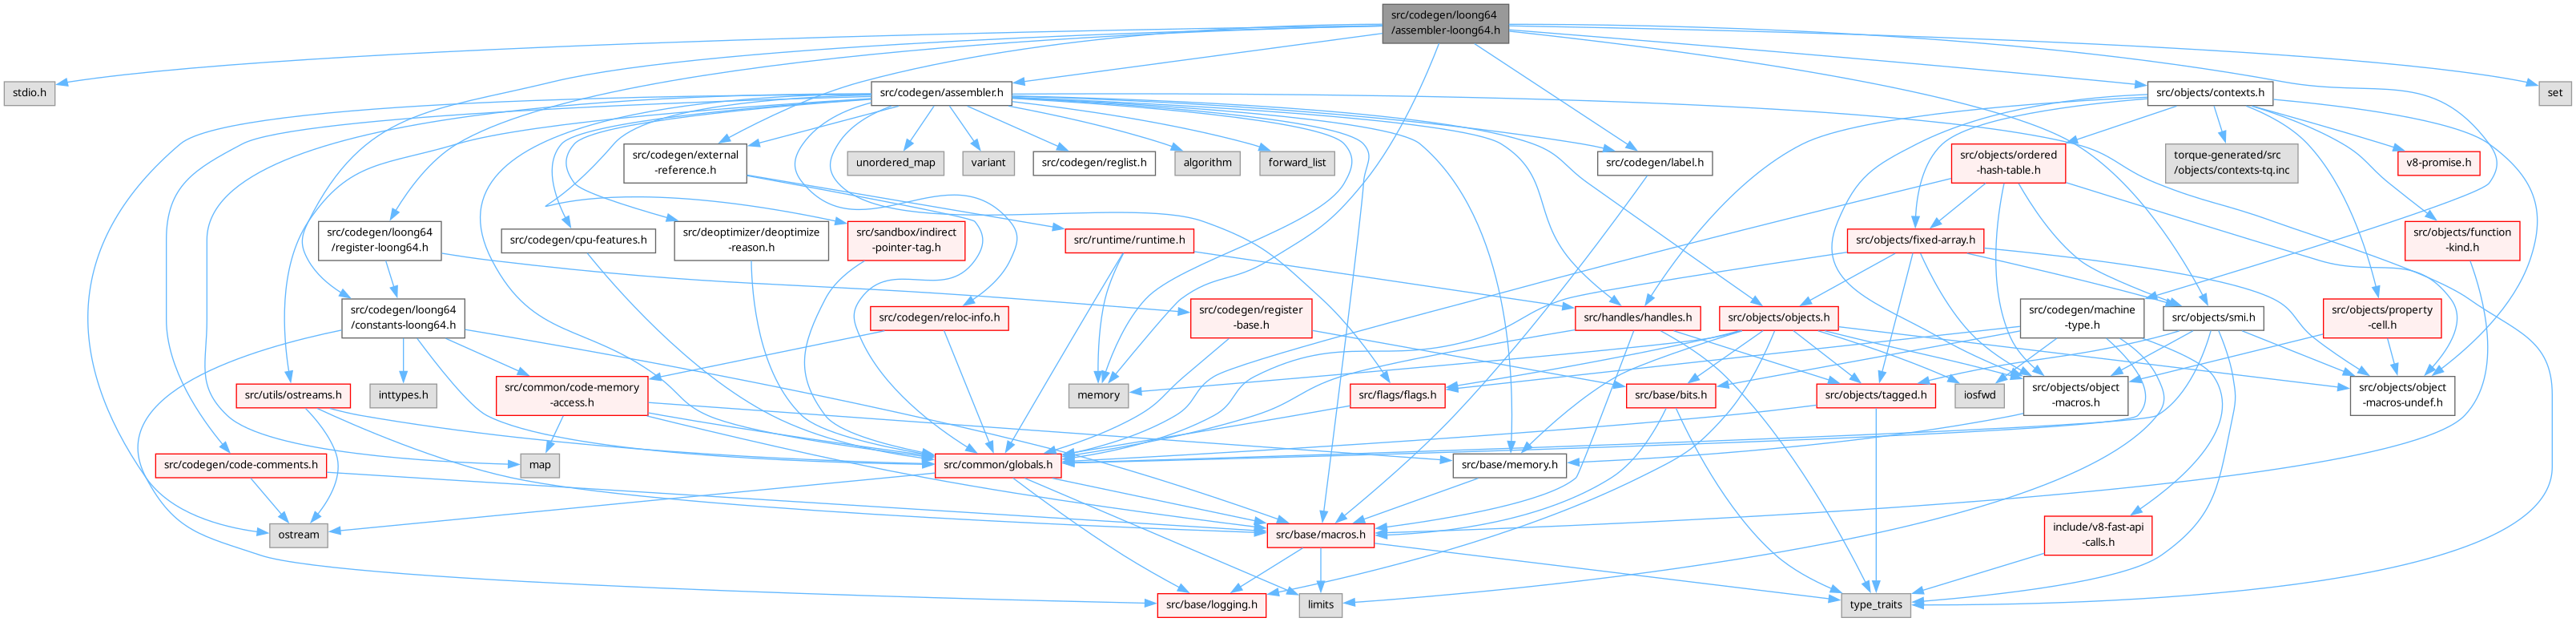 src/codegen/loong64
/assembler-loong64.h
stdio.h
src/codegen/assembler.h
src/objects/contexts.h
set
src/codegen/external
-reference.h
unordered_map
variant
src/codegen/reglist.h
algorithm
forward_list
src/codegen/label.h
src/objects/ordered
-hash-table.h
torque-generated/src
/objects/contexts-tq.inc
v8-promise.h
src/codegen/loong64
/register-loong64.h
src/codegen/cpu-features.h
src/deoptimizer/deoptimize
-reason.h
src/sandbox/indirect
-pointer-tag.h
src/runtime/runtime.h
src/objects/fixed-array.h
src/objects/function
-kind.h
src/codegen/loong64
/constants-loong64.h
src/codegen/reloc-info.h
src/codegen/register
-base.h
src/handles/handles.h
src/objects/objects.h
src/codegen/machine
-type.h
src/objects/smi.h
src/objects/property
-cell.h
src/utils/ostreams.h
inttypes.h
src/common/code-memory
-access.h
memory
src/flags/flags.h
src/base/bits.h
src/objects/tagged.h
iosfwd
src/objects/object
-macros.h
src/objects/object
-macros-undef.h
src/codegen/code-comments.h
map
src/common/globals.h
src/base/memory.h
ostream
src/base/macros.h
include/v8-fast-api
-calls.h
src/base/logging.h
limits
type_traits